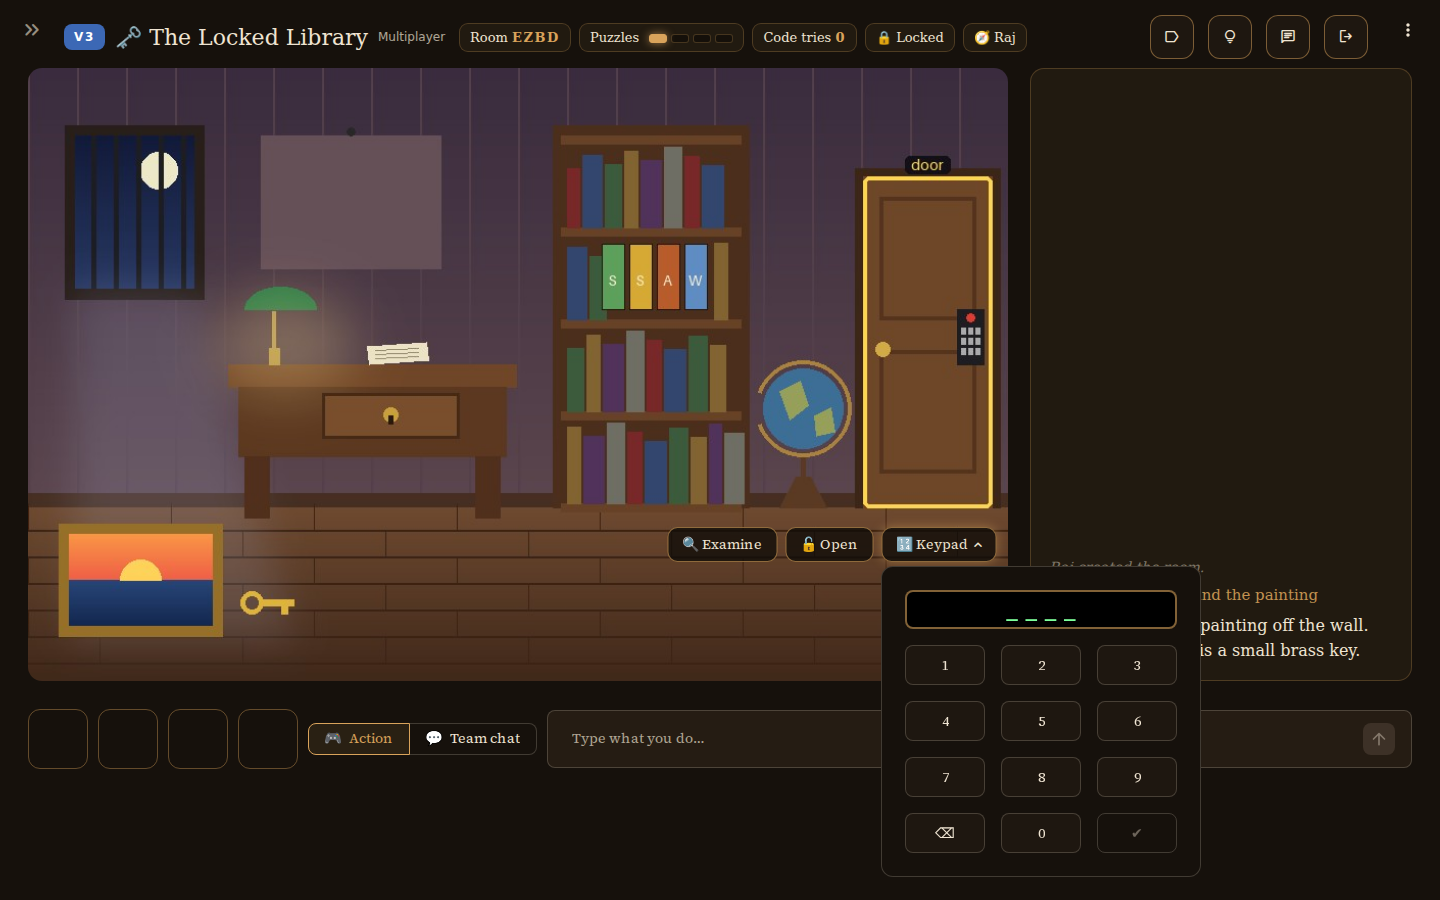 V3 The Locked Library Multiplayer Room EZBD Puzzles Code tries 0 Locked Raj
door
S S A W
Examine Open Keypad
nd the painting
painting off the wall.
is a small brass key.
1 2 3
4 5 6
7 8 9
0
Action Team chat Type what you do...